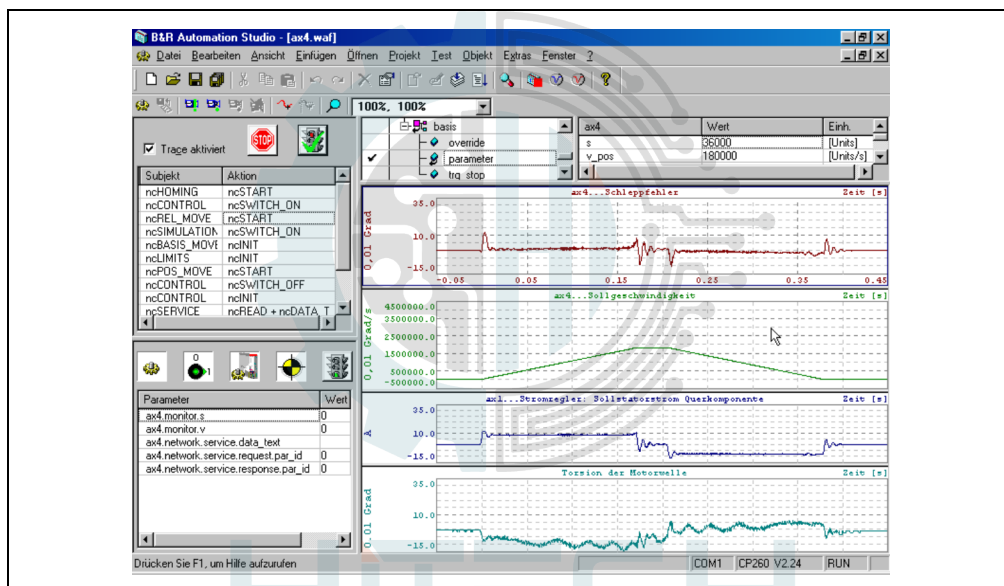 B&R Automation Studio - [ax4.waf]
Datei Bearbeiten Ansicht Einfügen Öffnen Projekt Test Objekt Extras Fenster ?
100%, 100%
Trace aktiviert
STOP
Subjekt Aktion
ncHOMING ncSTART
ncCONTROL ncSWITCH_ON
ncREL_MOVE ncSTART
ncSIMULATION ncSWITCH_ON
ncBASIS_MOVE ncINIT
ncLIMITS ncINIT
ncPOS_MOVE ncSTART
ncCONTROL ncSWITCH_OFF
ncCONTROL ncINIT
ncSERVICE ncREAD + ncDATA_T
basis
override
parameter
trg_stop
ax4 Wert Einh.
s 36000 [Units]
v_pos 180000 [Units/s]
ax4...Schleppfehler Zeit [s]
0,01 Grad
35.0
10.0
-15.0
-0.05 0.05 0.15 0.25 0.35 0.45
ax4...Sollgeschwindigkeit Zeit [s]
0,01 Grad/s
4500000.0
3500000.0
2500000.0
1500000.0
500000.0
-500000.0
ax1...Stromregler: Sollstatorstrom Querkomponente Zeit [s]
A
35.0
10.0
-15.0
Torsion der Motorwelle Zeit [s]
0,01 Grad
35.0
10.0
-15.0
0
1
Parameter Wert
ax4.monitor.s 0
ax4.monitor.v 0
ax4.network.service.data_text
ax4.network.service.request.par_id 0
ax4.network.service.response.par_id 0
Drücken Sie F1, um Hilfe aufzurufen COM1 CP260 V2.24 RUN